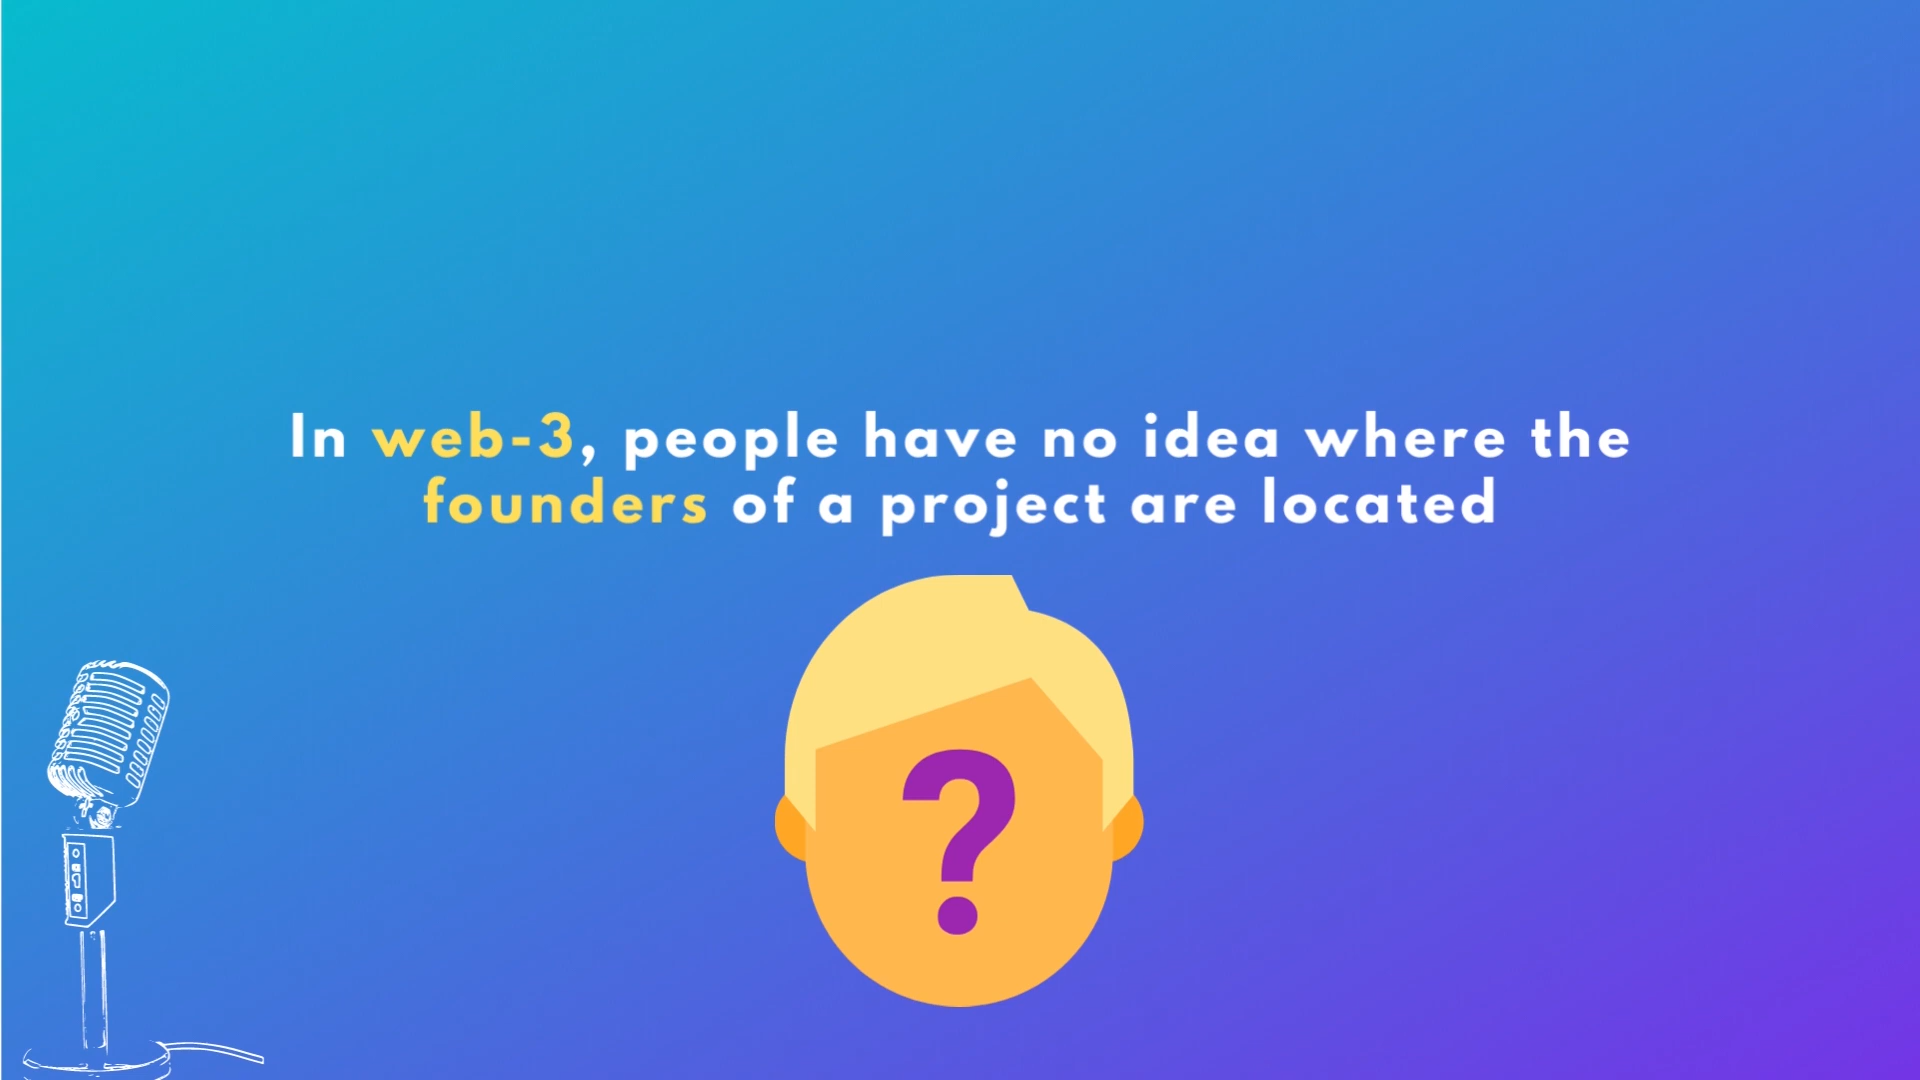 In web-3, people have no idea where the
founders of a project are located
?